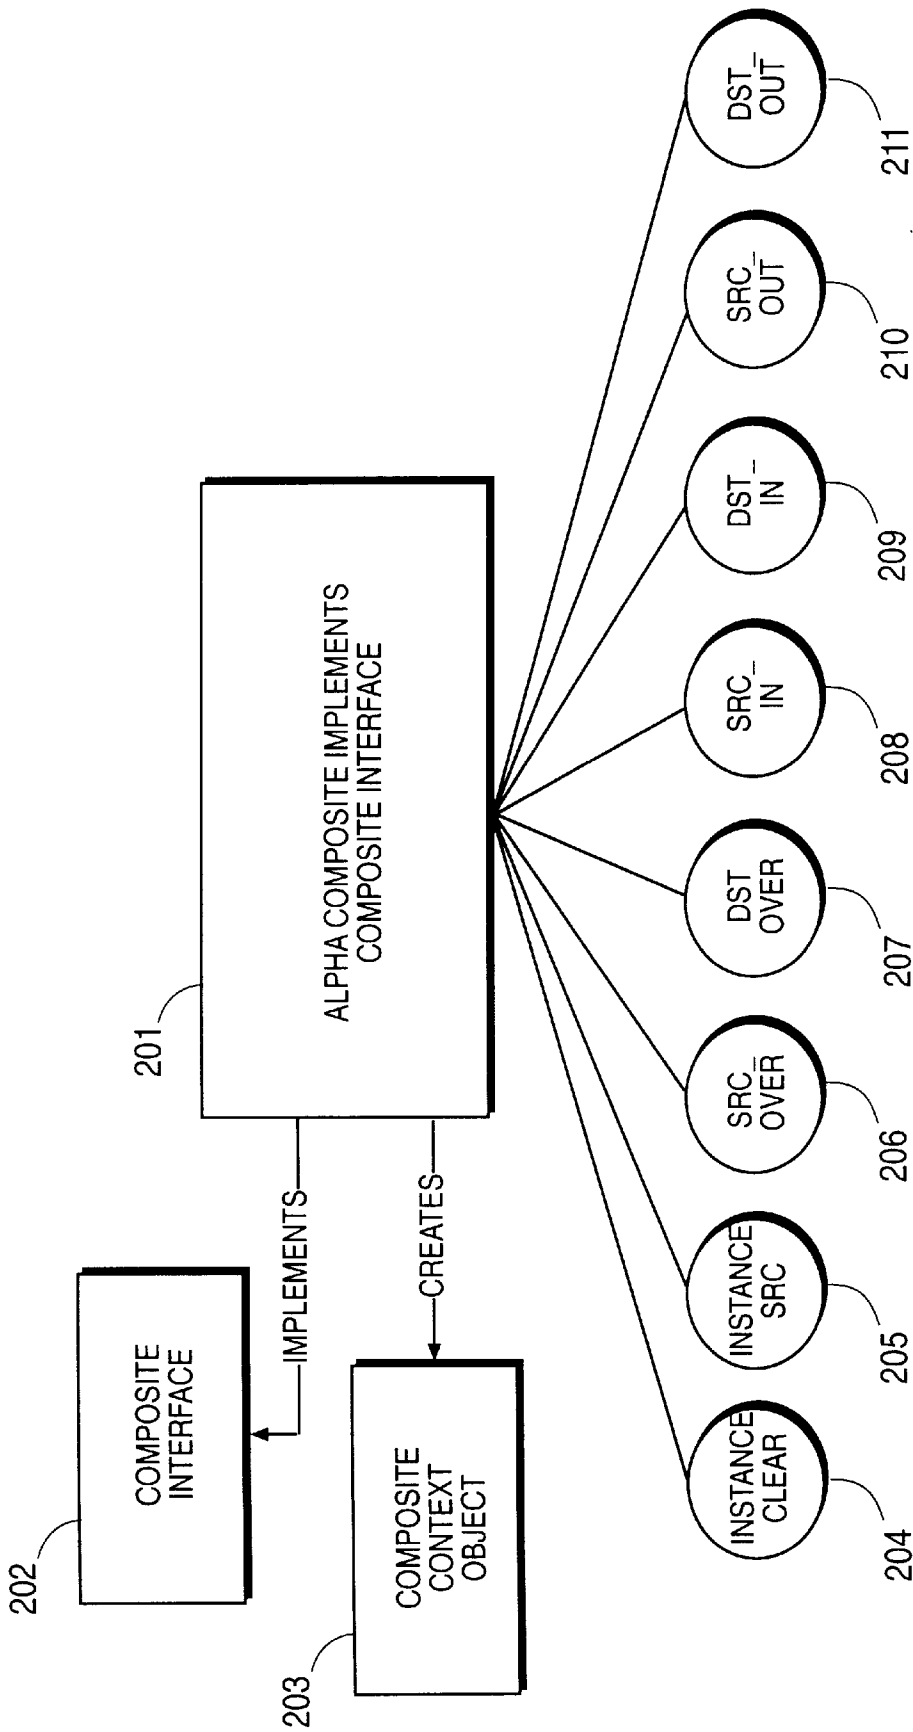 202
COMPOSITE
INTERFACE
203
COMPOSITE
CONTEXT
OBJECT
IMPLEMENTS
CREATES
201
ALPHA COMPOSITE IMPLEMENTS
COMPOSITE INTERFACE
INSTANCE
CLEAR
204
INSTANCE
SRC
205
SRC_
OVER
206
DST
OVER
207
SRC_
IN
208
DST_
IN
209
SRC_
OUT
210
DST_
OUT
211